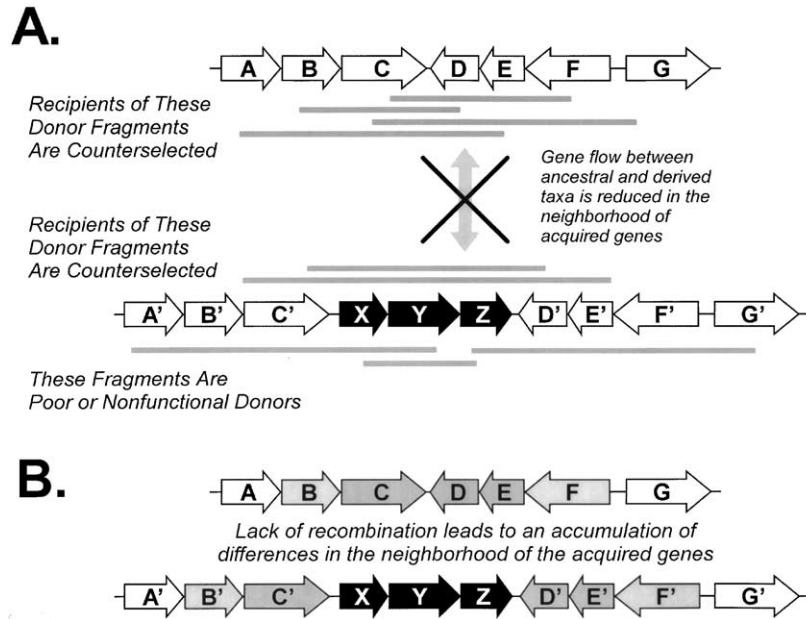 A.
A B C D E F G
Recipients of These
Donor Fragments
Are Counterselected
Gene flow between
ancestral and derived
taxa is reduced in the
neighborhood of
acquired genes
Recipients of These
Donor Fragments
Are Counterselected
A' B' C' X Y Z D' E' F' G'
These Fragments Are
Poor or Nonfunctional Donors
B.
A B C D E F G
Lack of recombination leads to an accumulation of
differences in the neighborhood of the acquired genes
A' B' C' X Y Z D' E' F' G'